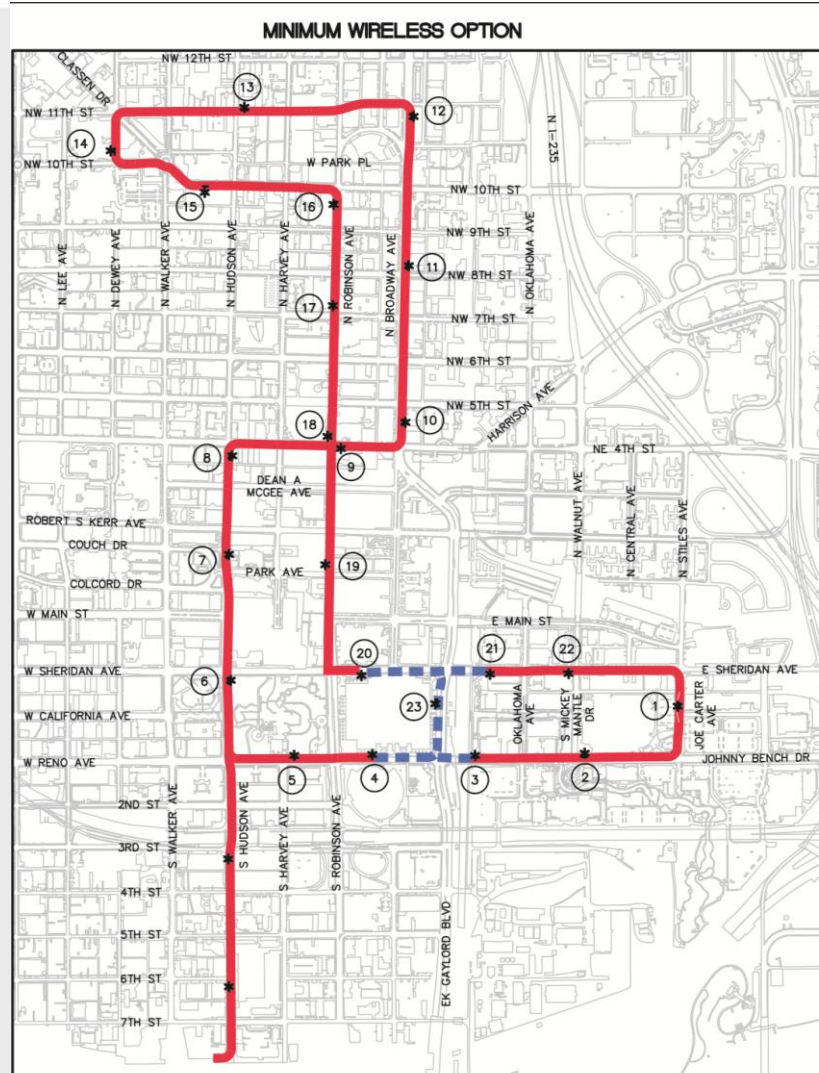 MINIMUM WIRELESS OPTION
CLASSEN DR
NW 12TH ST
13
NW 11TH ST
12
N I-235
14
NW 10TH ST
W PARK PL
15
NW 10TH ST
16
NW 9TH ST
N LEE AVE
N DEWEY AVE
N WALKER AVE
N HUDSON AVE
N HARVEY AVE
N ROBINSON AVE
N BROADWAY AVE
11
NW 8TH ST
N OKLAHOMA AVE
17
NW 7TH ST
NW 6TH ST
NW 5TH ST
HARRISON AVE
10
18
8
9
NE 4TH ST
DEAN A
MCGEE AVE
ROBERT S KERR AVE
COUCH DR
7
N WALNUT AVE
N CENTRAL AVE
N STILES AVE
PARK AVE
19
COLCORD DR
W MAIN ST
E MAIN ST
20
21
22
W SHERIDAN AVE
E SHERIDAN AVE
6
23
1
W CALIFORNIA AVE
OKLAHOMA
AVE
S MICKEY
MANTLE
DR
JOE CARTER
AVE
W RENO AVE
5
4
3
2
JOHNNY BENCH DR
2ND ST
S WALKER AVE
S HUDSON AVE
S HARVEY AVE
S ROBINSON AVE
3RD ST
4TH ST
5TH ST
EK GAYLORD BLVD
6TH ST
7TH ST